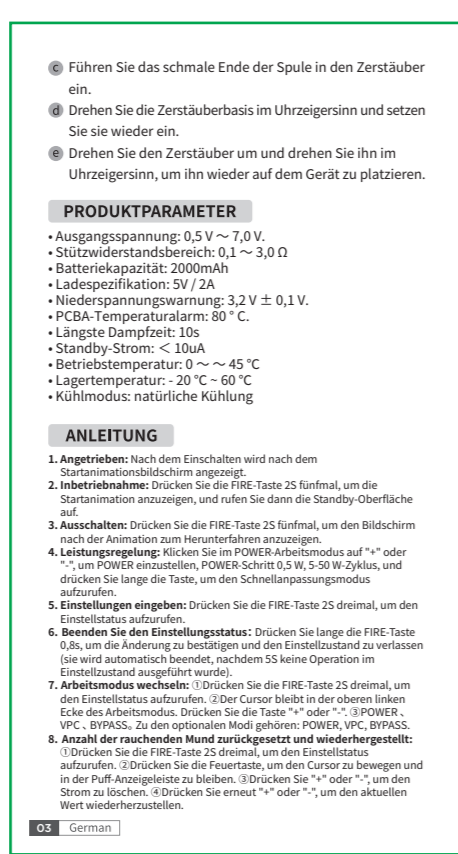 c Führen Sie das schmale Ende der Spule in den Zerstäuber
ein.
d Drehen Sie die Zerstäuberbasis im Uhrzeigersinn und setzen
Sie sie wieder ein.
e Drehen Sie den Zerstäuber um und drehen Sie ihn im
Uhrzeigersinn, um ihn wieder auf dem Gerät zu platzieren.
PRODUKTPARAMETER
• Ausgangsspannung: 0,5 V ～ 7,0 V.
• Stützwiderstandsbereich: 0,1 ～ 3,0 Ω
• Batteriekapazität: 2000mAh
• Ladespezifikation: 5V / 2A
• Niederspannungswarnung: 3,2 V ± 0,1 V.
• PCBA-Temperaturalarm: 80 ° C.
• Längste Dampfzeit: 10s
• Standby-Strom: ＜ 10uA
• Betriebstemperatur: 0 ～ ～ 45 °C
• Lagertemperatur: - 20 °C ~ 60 °C
• Kühlmodus: natürliche Kühlung
ANLEITUNG
1. Angetrieben: Nach dem Einschalten wird nach dem
Startanimationsbildschirm angezeigt.
2. Inbetriebnahme: Drücken Sie die FIRE-Taste 2S fünfmal, um die
Startanimation anzuzeigen, und rufen Sie dann die Standby-Oberfläche
auf.
3. Ausschalten: Drücken Sie die FIRE-Taste 2S fünfmal, um den Bildschirm
nach der Animation zum Herunterfahren anzuzeigen.
4. Leistungsregelung: Klicken Sie im POWER-Arbeitsmodus auf "+" oder
"-", um POWER einzustellen, POWER-Schritt 0,5 W, 5-50 W-Zyklus, und
drücken Sie lange die Taste, um den Schnellanpassungsmodus
aufzurufen.
5. Einstellungen eingeben: Drücken Sie die FIRE-Taste 2S dreimal, um den
Einstellstatus aufzurufen.
6. Beenden Sie den Einstellungsstatus: Drücken Sie lange die FIRE-Taste
0,8s, um die Änderung zu bestätigen und den Einstellzustand zu verlassen
(sie wird automatisch beendet, nachdem 5S keine Operation im
Einstellzustand ausgeführt wurde).
7. Arbeitsmodus wechseln: ①Drücken Sie die FIRE-Taste 2S dreimal, um
den Einstellstatus aufzurufen. ②Der Cursor bleibt in der oberen linken
Ecke des Arbeitsmodus. Drücken Sie die Taste "+" oder "-". ③POWER 、
VPC 、 BYPASS。 Zu den optionalen Modi gehören: POWER, VPC, BYPASS.
8. Anzahl der rauchenden Mund zurückgesetzt und wiederhergestellt:
①Drücken Sie die FIRE-Taste 2S dreimal, um den Einstellstatus
aufzurufen. ②Drücken Sie die Feuertaste, um den Cursor zu bewegen und
in der Puff-Anzeigeleiste zu bleiben. ③Drücken Sie "+" oder "-", um den
Strom zu löschen. ④Drücken Sie erneut "+" oder "-", um den aktuellen
Wert wiederherzustellen.
03 German